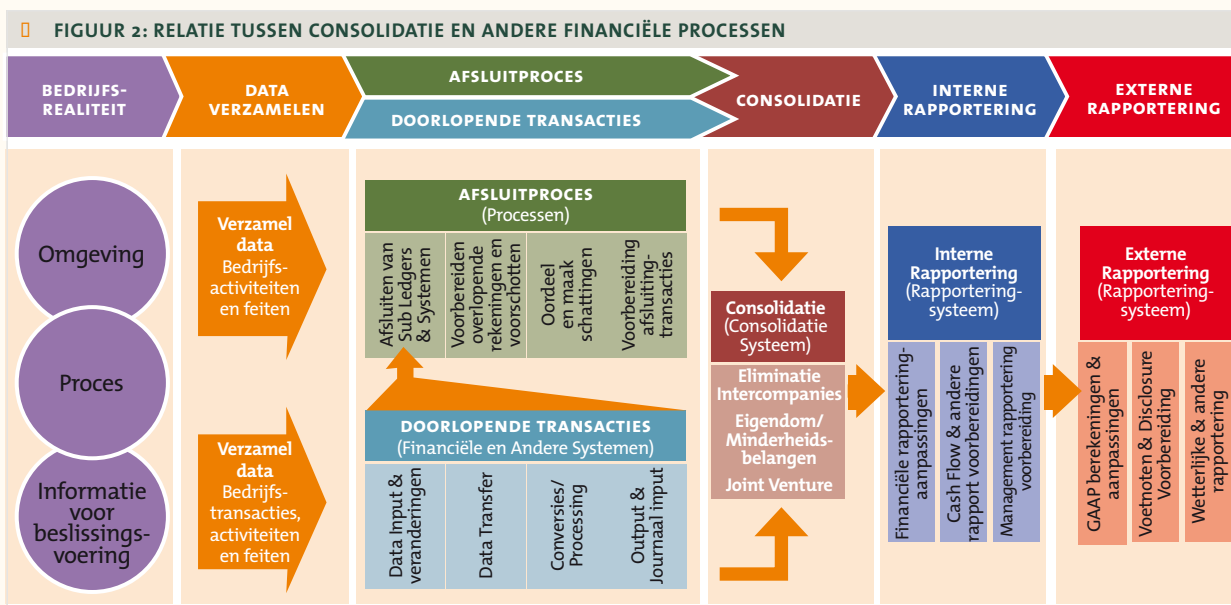 FIGUUR 2: RELATIE TUSSEN CONSOLIDATIE EN ANDERE FINANCIËLE PROCESSEN
BEDRIJFS-
REALITEIT
DATA
VERZAMELEN
AFSLUITPROCES
DOORLOPENDE TRANSACTIES
CONSOLIDATIE
INTERNE
RAPPORTERING
EXTERNE
RAPPORTERING
Omgeving
Proces
Informatie
voor
beslissings-
voering
Verzamel
data
Bedrijfs-
activiteiten
en feiten
Verzamel
data
Bedrijfs-
transacties,
activiteiten
en feiten
AFSLUITPROCES
(Processen)
Afsluiten van
Sub Ledgers
& Systemen
Voorbereiden
overlopende
rekeningen en
voorschotten
Oordeel
en maak
schattingen
Voorbereiding
afsluiting-
transacties
DOORLOPENDE TRANSACTIES
(Financiële en Andere Systemen)
Data Input &
veranderingen
Data Transfer
Conversies/
Processing
Output &
Journaal input
Consolidatie
(Consolidatie
Systeem)
Eliminatie
Intercompanies
Eigendom/
Minderheids-
belangen
Joint Venture
Interne
Rapportering
(Rapportering-
systeem)
Financiële rapportering-
aanpassingen
Cash Flow & andere
rapport voorbereidingen
Management rapportering
voorbereiding
Externe
Rapportering
(Rapportering-
systeem)
GAAP berekeningen &
aanpassingen
Voetnoten & Disclosure
Voorbereiding
Wettelijke & andere
rapportering